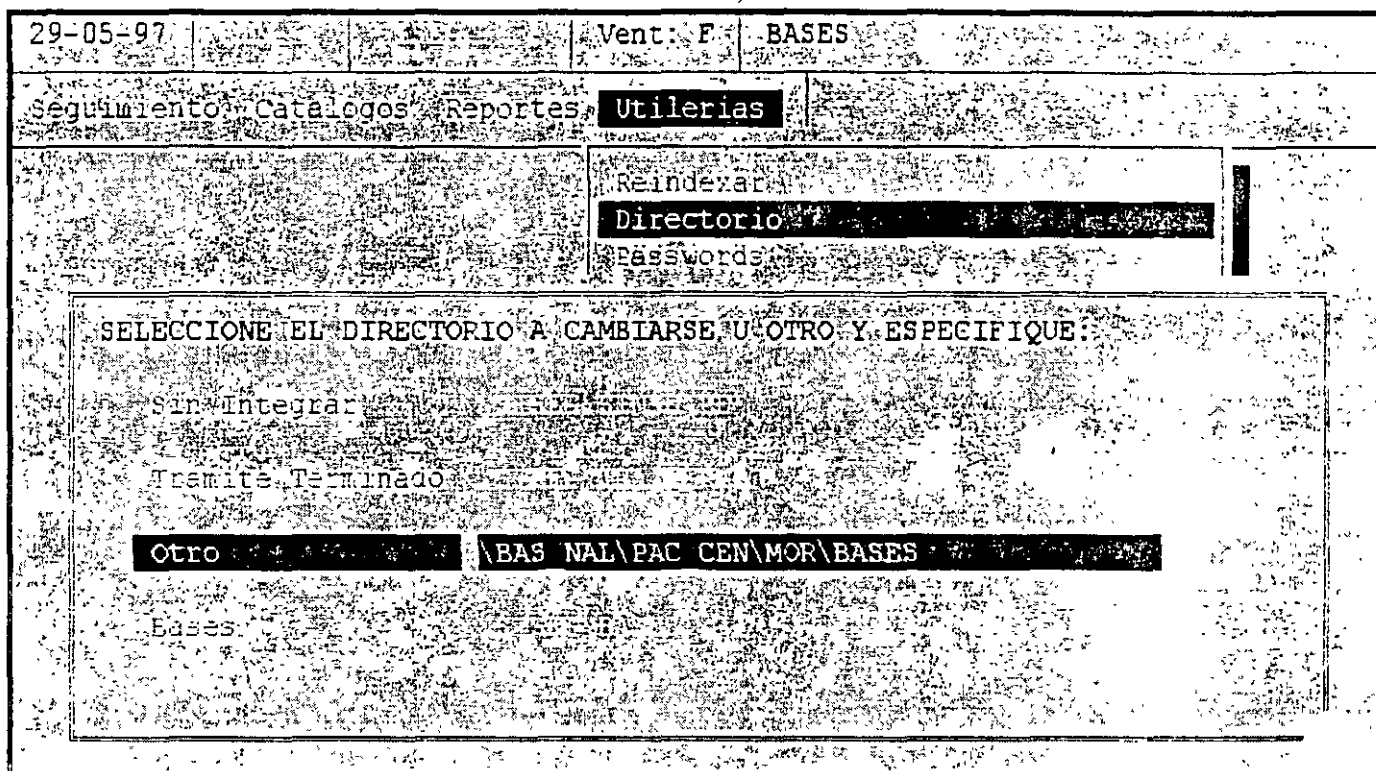 29-05-97 Vent: F BASES
Seguimiento Catalogos Reportes Utilerias
Reindexar
Directorio
Passwords
SELECCIONE EL DIRECTORIO A CAMBIARSE U OTRO Y ESPECIFIQUE:
Sin Integrar
Tramite Terminado
Otro \BAS NAL\PAC CEN\MOR\BASES
Bases